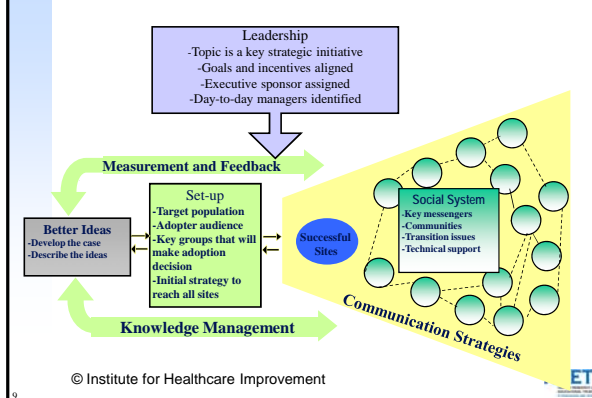 Leadership
-Topic is a key strategic initiative
-Goals and incentives aligned
-Executive sponsor assigned
-Day-to-day managers identified
Measurement and Feedback
Set-up
-Target population
-Adopter audience
-Key groups that will
make adoption
decision
-Initial strategy to
reach all sites
Better Ideas
-Develop the case
-Describe the ideas
Successful
Sites
Social System
-Key messengers
-Communities
-Transition issues
-Technical support
Knowledge Management
Communication Strategies
© Institute for Healthcare Improvement
9
ET